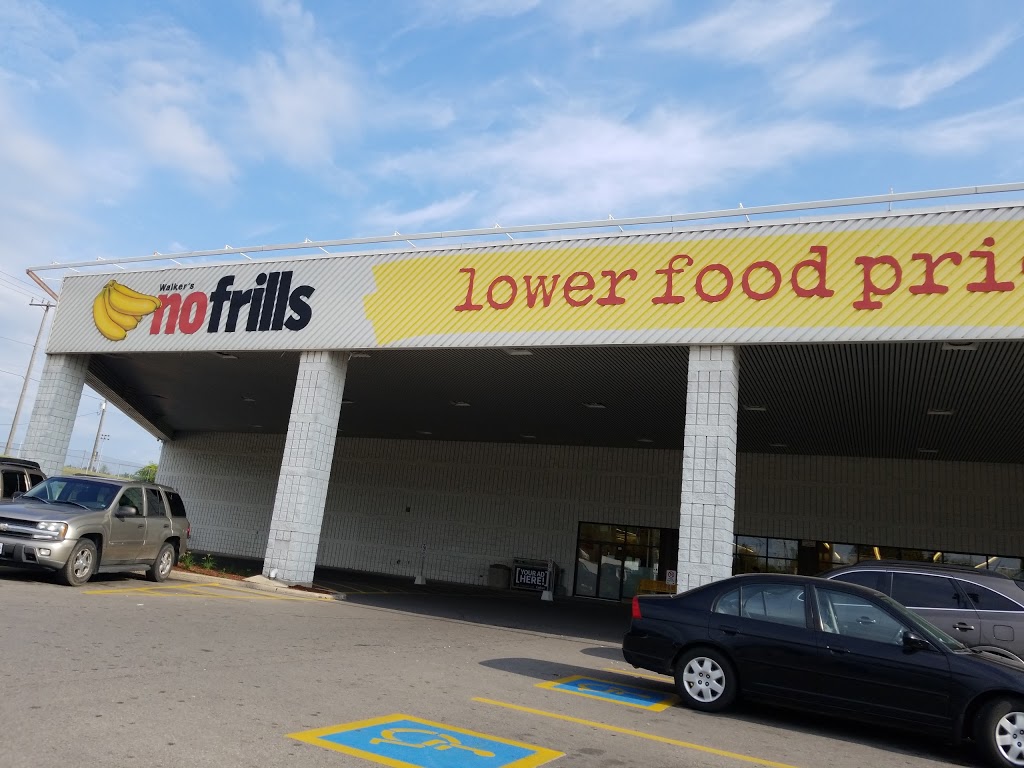 Walker's
nofrills
lower food pri
YOUR AD
HERE!